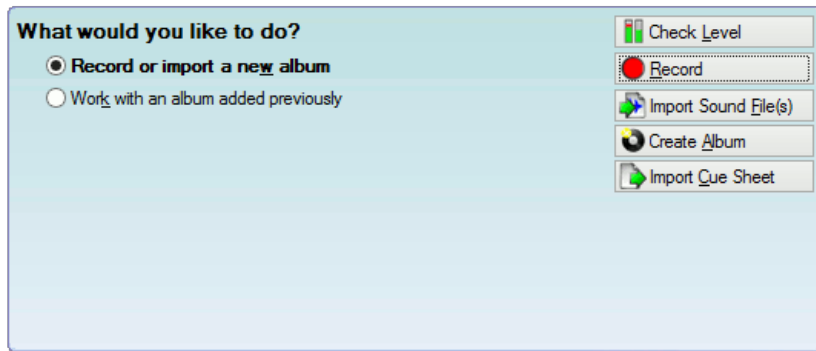 What would you like to do?
Record or import a new album
Work with an album added previously
Check Level
Record
Import Sound File(s)
Create Album
Import Cue Sheet